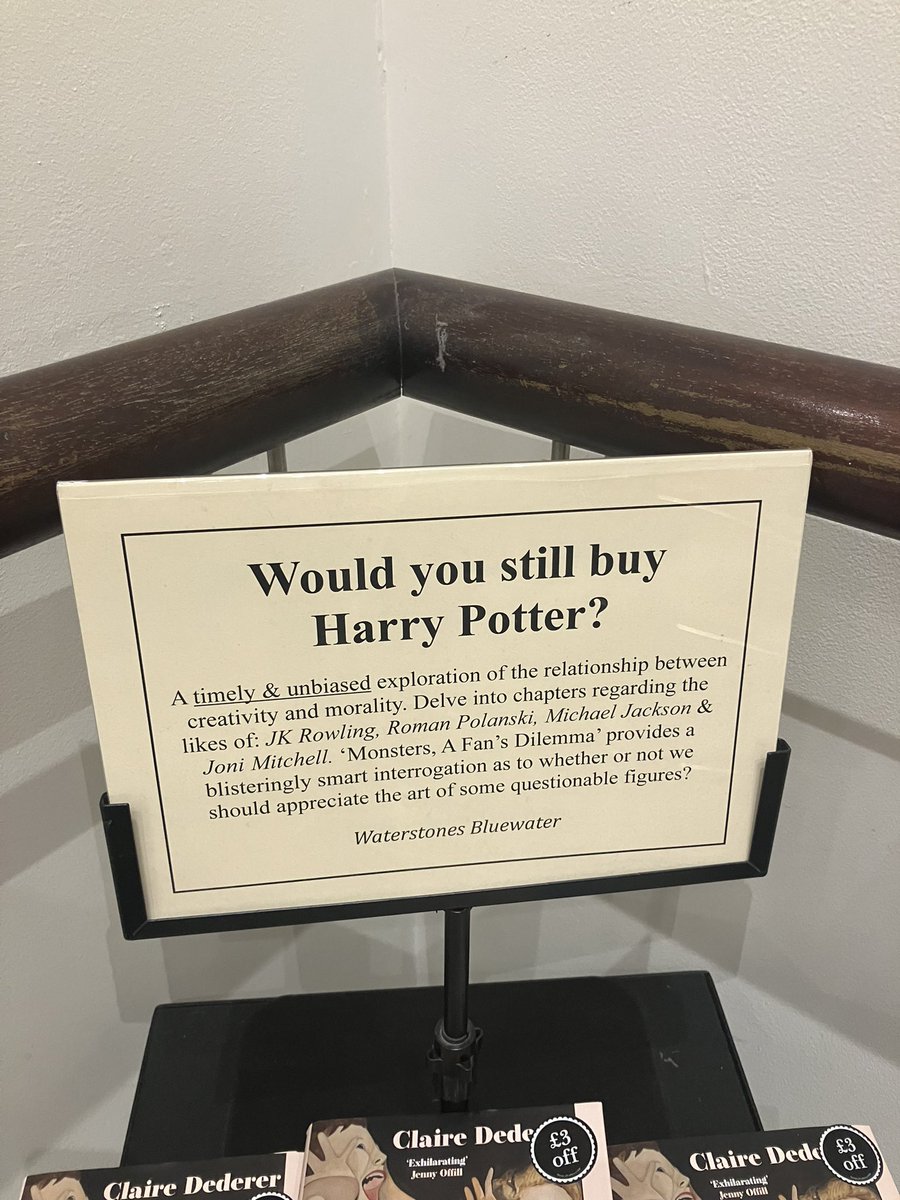 Would you still buy
Harry Potter?
A timely & unbiased exploration of the relationship between
creativity and morality. Delve into chapters regarding the
likes of: JK Rowling, Roman Polanski, Michael Jackson &
Joni Mitchell. ‘Monsters, A Fan’s Dilemma’ provides a
blisteringly smart interrogation as to whether or not we
should appreciate the art of some questionable figures?
Waterstones Bluewater
Claire Dederer
Claire Dede
‘Exhilarating’
Jenny Offill
£3
off
Claire Dede
‘Exhilarating’
Jenny Offill
£3
off